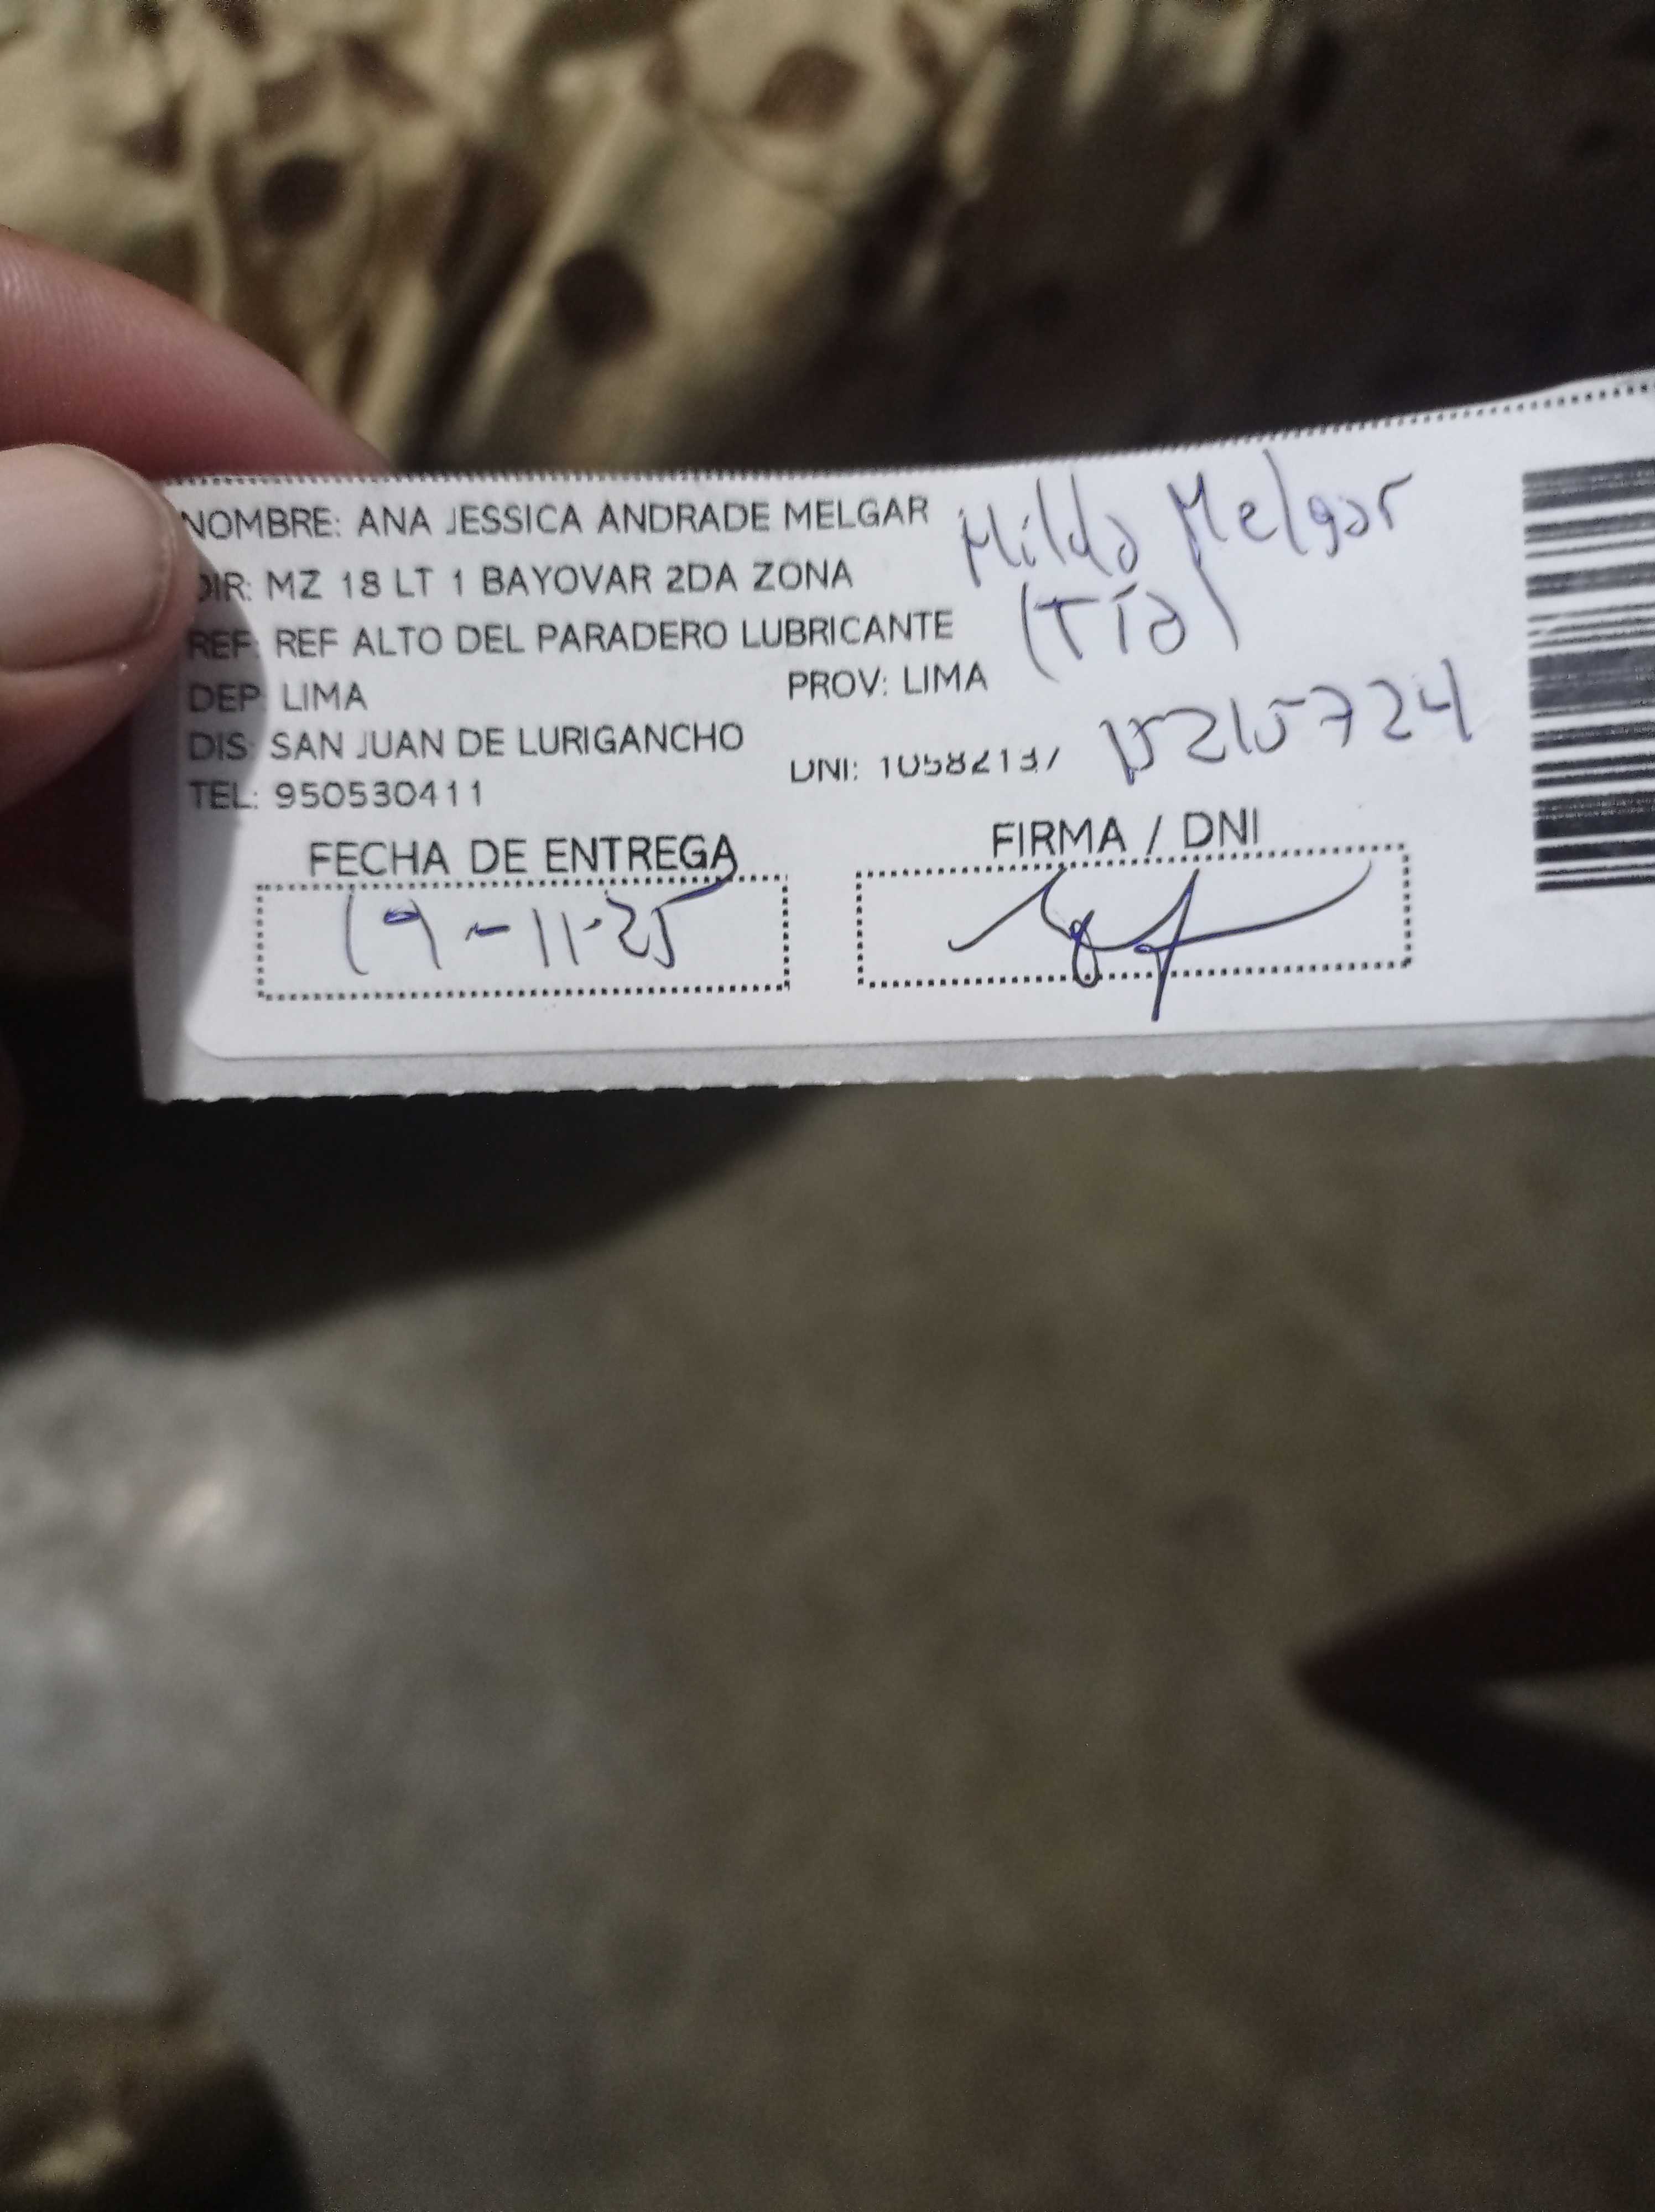 NOMBRE: ANA JESSICA ANDRADE MELGAR
Hilda Melgar
DIR: MZ 18 LT 1 BAYOVAR 2DA ZONA
(TÍA)
REF: REF ALTO DEL PARADERO LUBRICANTE
DEP: LIMA PROV: LIMA
DIS: SAN JUAN DE LURIGANCHO DNI:
15215724
TEL: 950530411
FECHA DE ENTREGA FIRMA / DNI
19-11-25